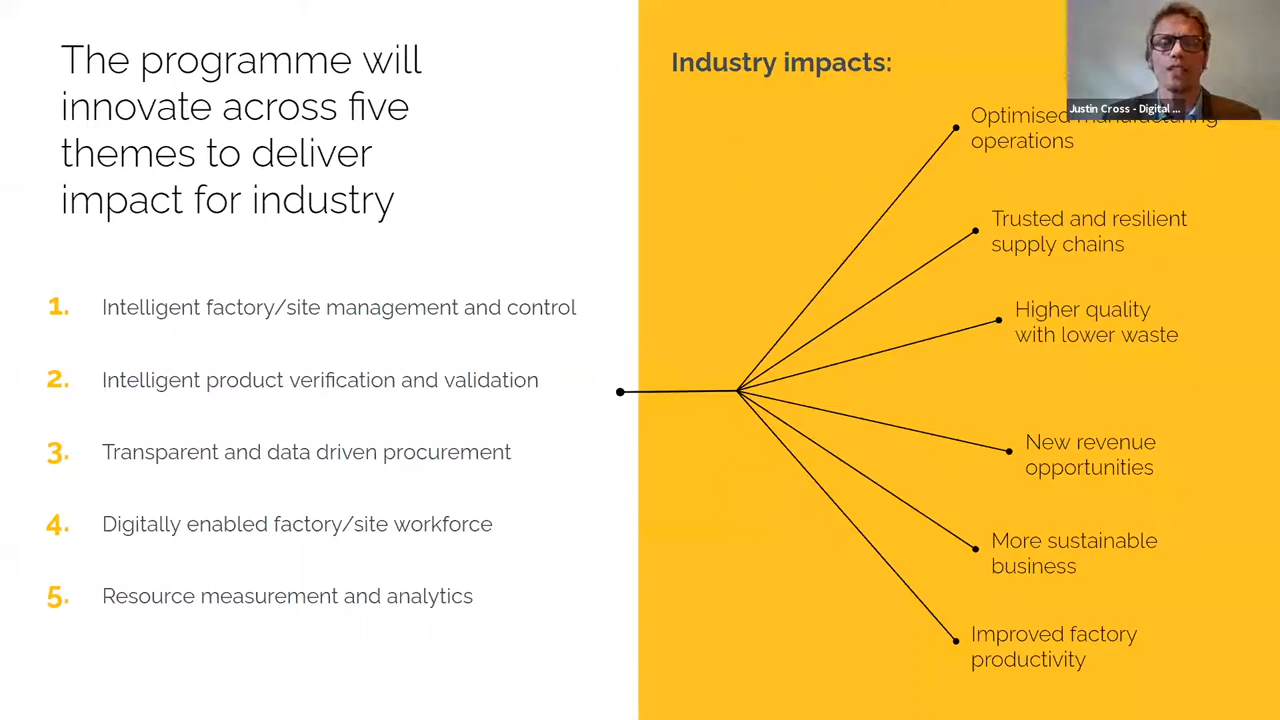 The programme will
innovate across five
themes to deliver
impact for industry
1. Intelligent factory/site management and control
2. Intelligent product verification and validation
3. Transparent and data driven procurement
4. Digitally enabled factory/site workforce
5. Resource measurement and analytics
Industry impacts:
Justin Cross - Digital ...
Optimised manufacturing
operations
Trusted and resilient
supply chains
Higher quality
with lower waste
New revenue
opportunities
More sustainable
business
Improved factory
productivity